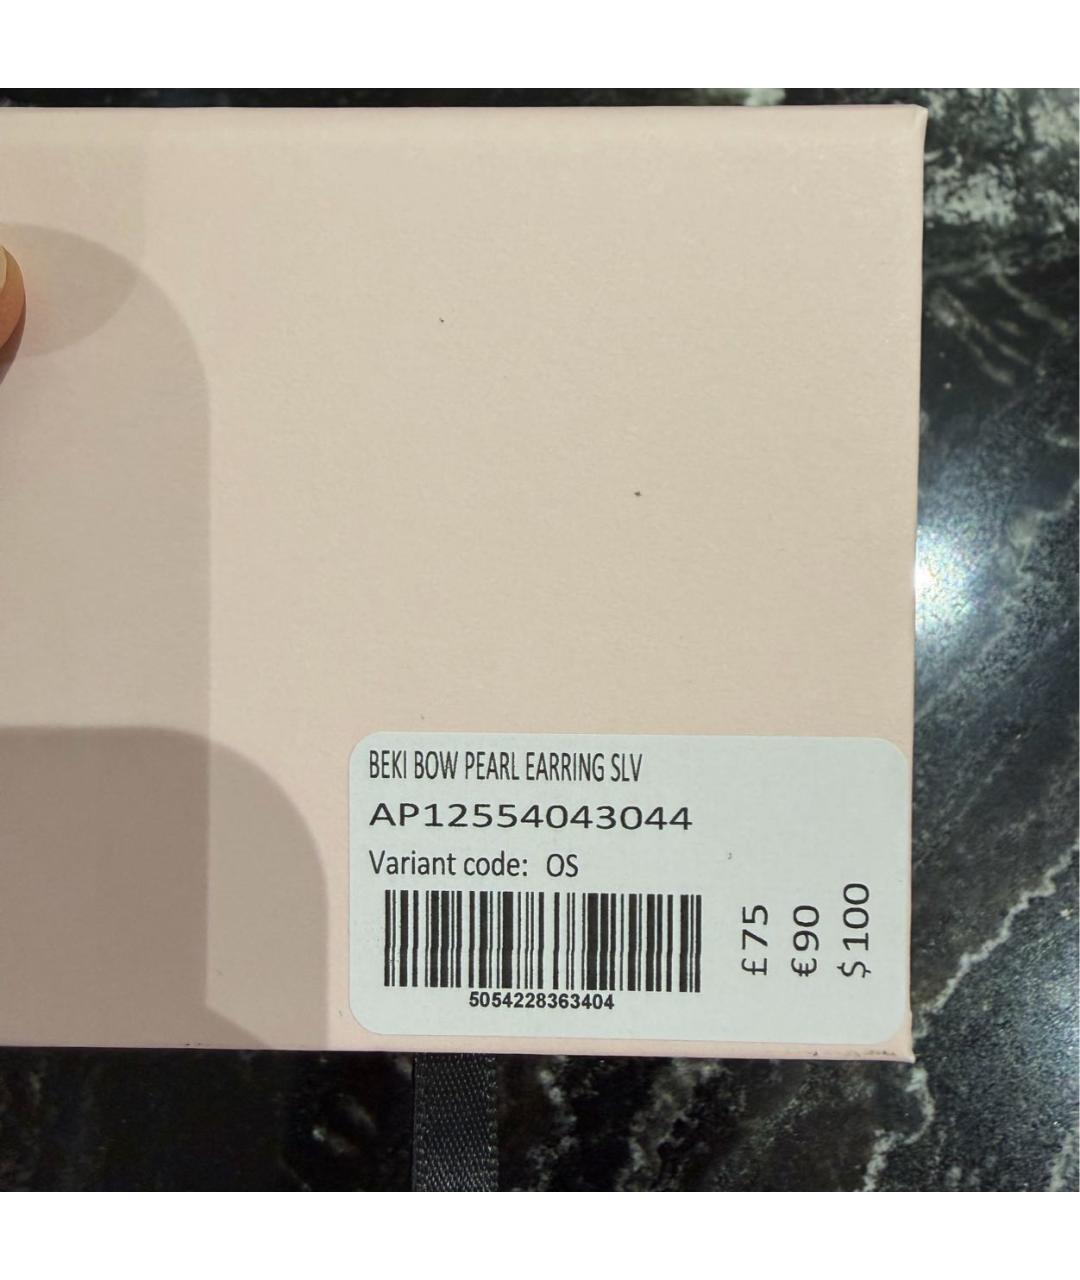 BEKI BOW PEARL EARRING SLV
AP12554043044
Variant code: OS
5054228363404
£75
€90
$100